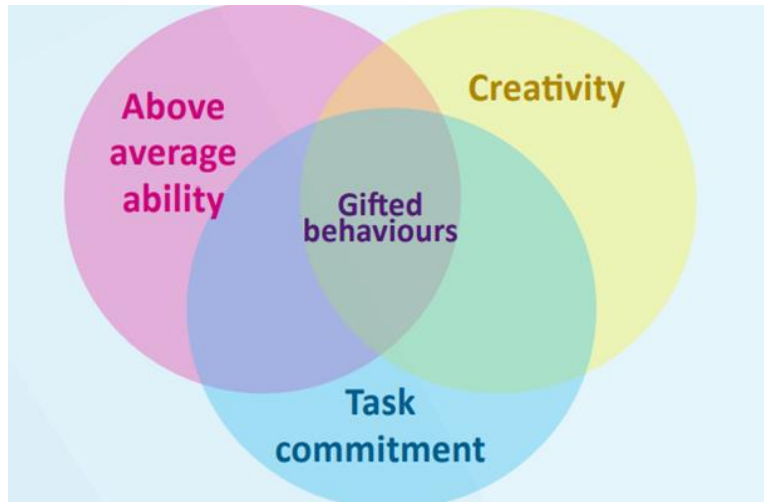 Above
average
ability
Creativity
Gifted
behaviours
Task
commitment